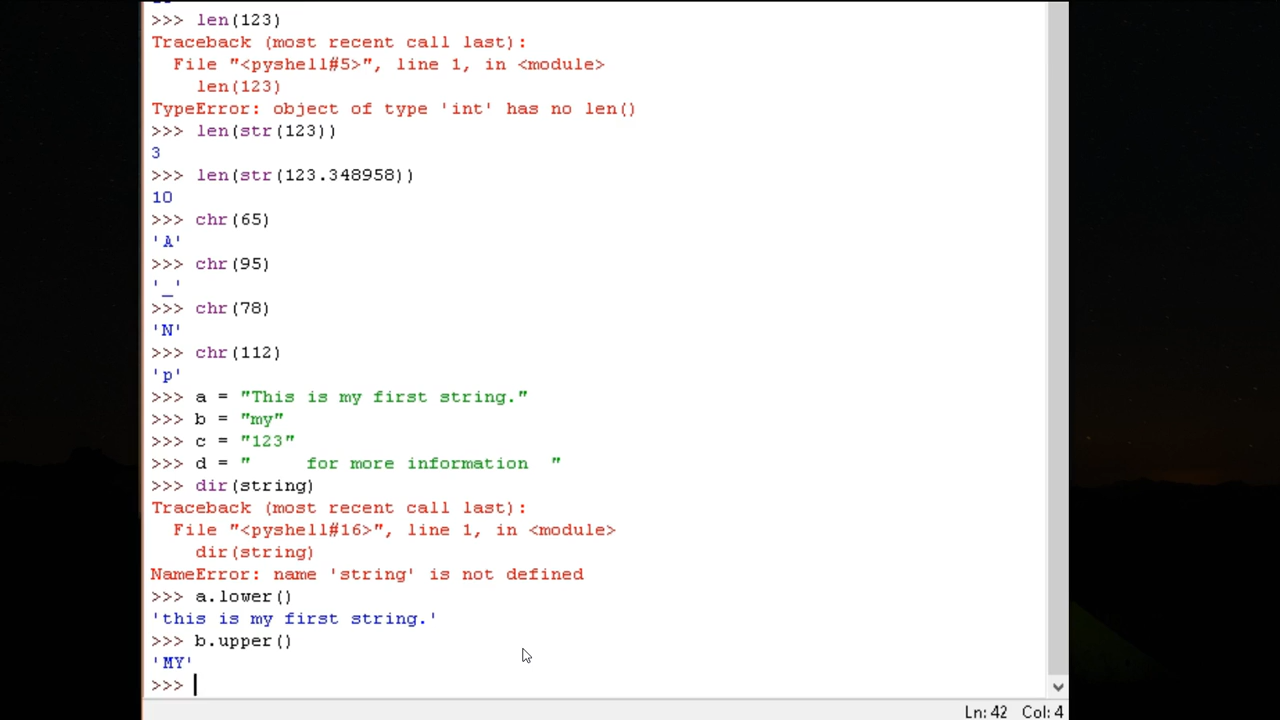 >>> len(123)
Traceback (most recent call last):
  File "<pyshell#5>", line 1, in <module>
    len(123)
TypeError: object of type 'int' has no len()
>>> len(str(123))
3
>>> len(str(123.348958))
10
>>> chr(65)
'A'
>>> chr(95)
'_'
>>> chr(78)
'N'
>>> chr(112)
'p'
>>> a = "This is my first string."
>>> b = "my"
>>> c = "123"
>>> d = "     for more information  "
>>> dir(string)
Traceback (most recent call last):
  File "<pyshell#16>", line 1, in <module>
    dir(string)
NameError: name 'string' is not defined
>>> a.lower()
'this is my first string.'
>>> b.upper()
'MY'
>>>
Ln: 42 Col: 4